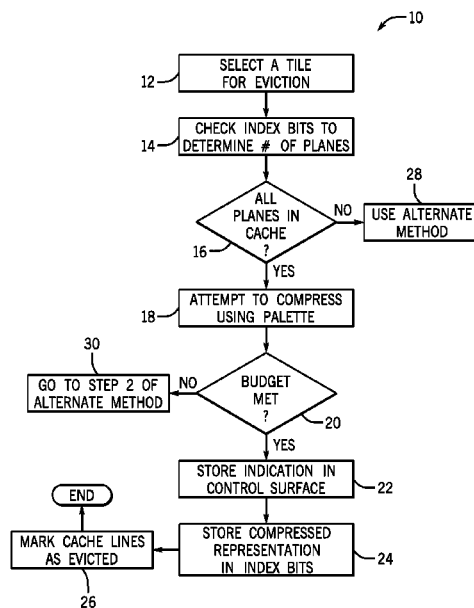 10
SELECT A TILE
FOR EVICTION
12
CHECK INDEX BITS TO
DETERMINE # OF PLANES
14
ALL
PLANES IN
CACHE
?
16
NO
28
USE ALTERNATE
METHOD
YES
ATTEMPT TO COMPRESS
USING PALETTE
18
30
GO TO STEP 2 OF
ALTERNATE METHOD
NO
BUDGET
MET
?
20
YES
STORE INDICATION IN
CONTROL SURFACE
22
END
STORE COMPRESSED
REPRESENTATION
IN INDEX BITS
24
MARK CACHE LINES
AS EVICTED
26